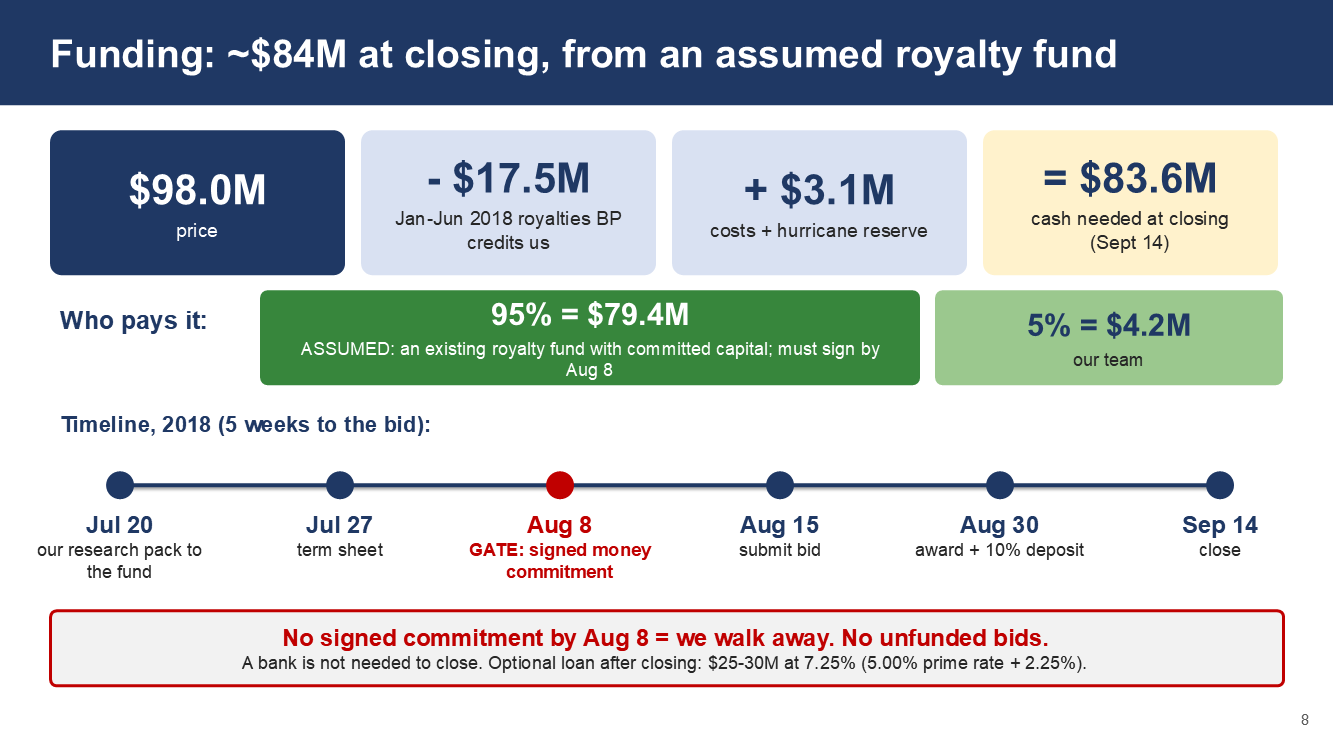 Funding: ~$84M at closing, from an assumed royalty fund
$98.0M
price
- $17.5M
Jan-Jun 2018 royalties BP
credits us
+ $3.1M
costs + hurricane reserve
= $83.6M
cash needed at closing
(Sept 14)
Who pays it:
95% = $79.4M
ASSUMED: an existing royalty fund with committed capital; must sign by
Aug 8
5% = $4.2M
our team
Timeline, 2018 (5 weeks to the bid):
Jul 20
our research pack to
the fund
Jul 27
term sheet
Aug 8
GATE: signed money
commitment
Aug 15
submit bid
Aug 30
award + 10% deposit
Sep 14
close
No signed commitment by Aug 8 = we walk away. No unfunded bids.
A bank is not needed to close. Optional loan after closing: $25-30M at 7.25% (5.00% prime rate + 2.25%).
8